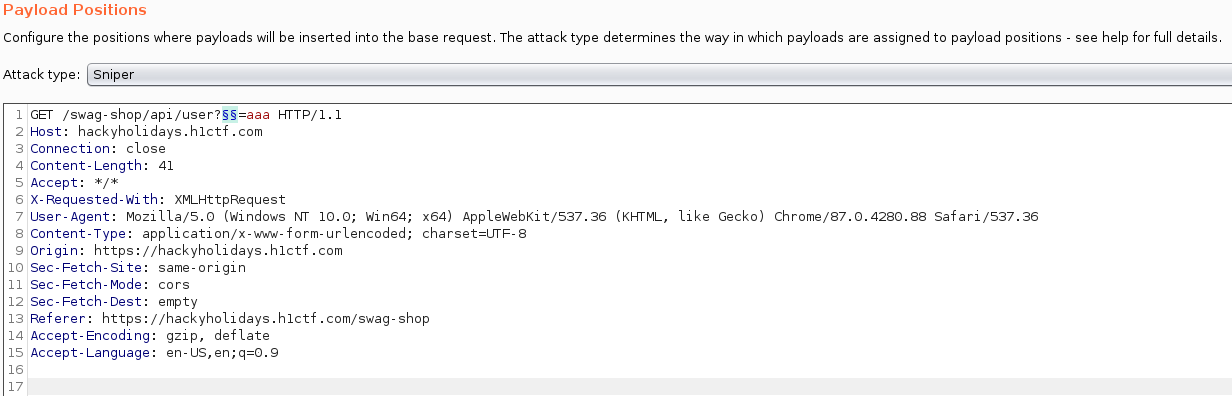 Payload Positions
Configure the positions where payloads will be inserted into the base request. The attack type determines the way in which payloads are assigned to payload positions - see help for full details.
Attack type: Sniper
1 GET /swag-shop/api/user?§§=aaa HTTP/1.1
2 Host: hackyholidays.h1ctf.com
3 Connection: close
4 Content-Length: 41
5 Accept: */*
6 X-Requested-With: XMLHttpRequest
7 User-Agent: Mozilla/5.0 (Windows NT 10.0; Win64; x64) AppleWebKit/537.36 (KHTML, like Gecko) Chrome/87.0.4280.88 Safari/537.36
8 Content-Type: application/x-www-form-urlencoded; charset=UTF-8
9 Origin: https://hackyholidays.h1ctf.com
10 Sec-Fetch-Site: same-origin
11 Sec-Fetch-Mode: cors
12 Sec-Fetch-Dest: empty
13 Referer: https://hackyholidays.h1ctf.com/swag-shop
14 Accept-Encoding: gzip, deflate
15 Accept-Language: en-US,en;q=0.9
16
17